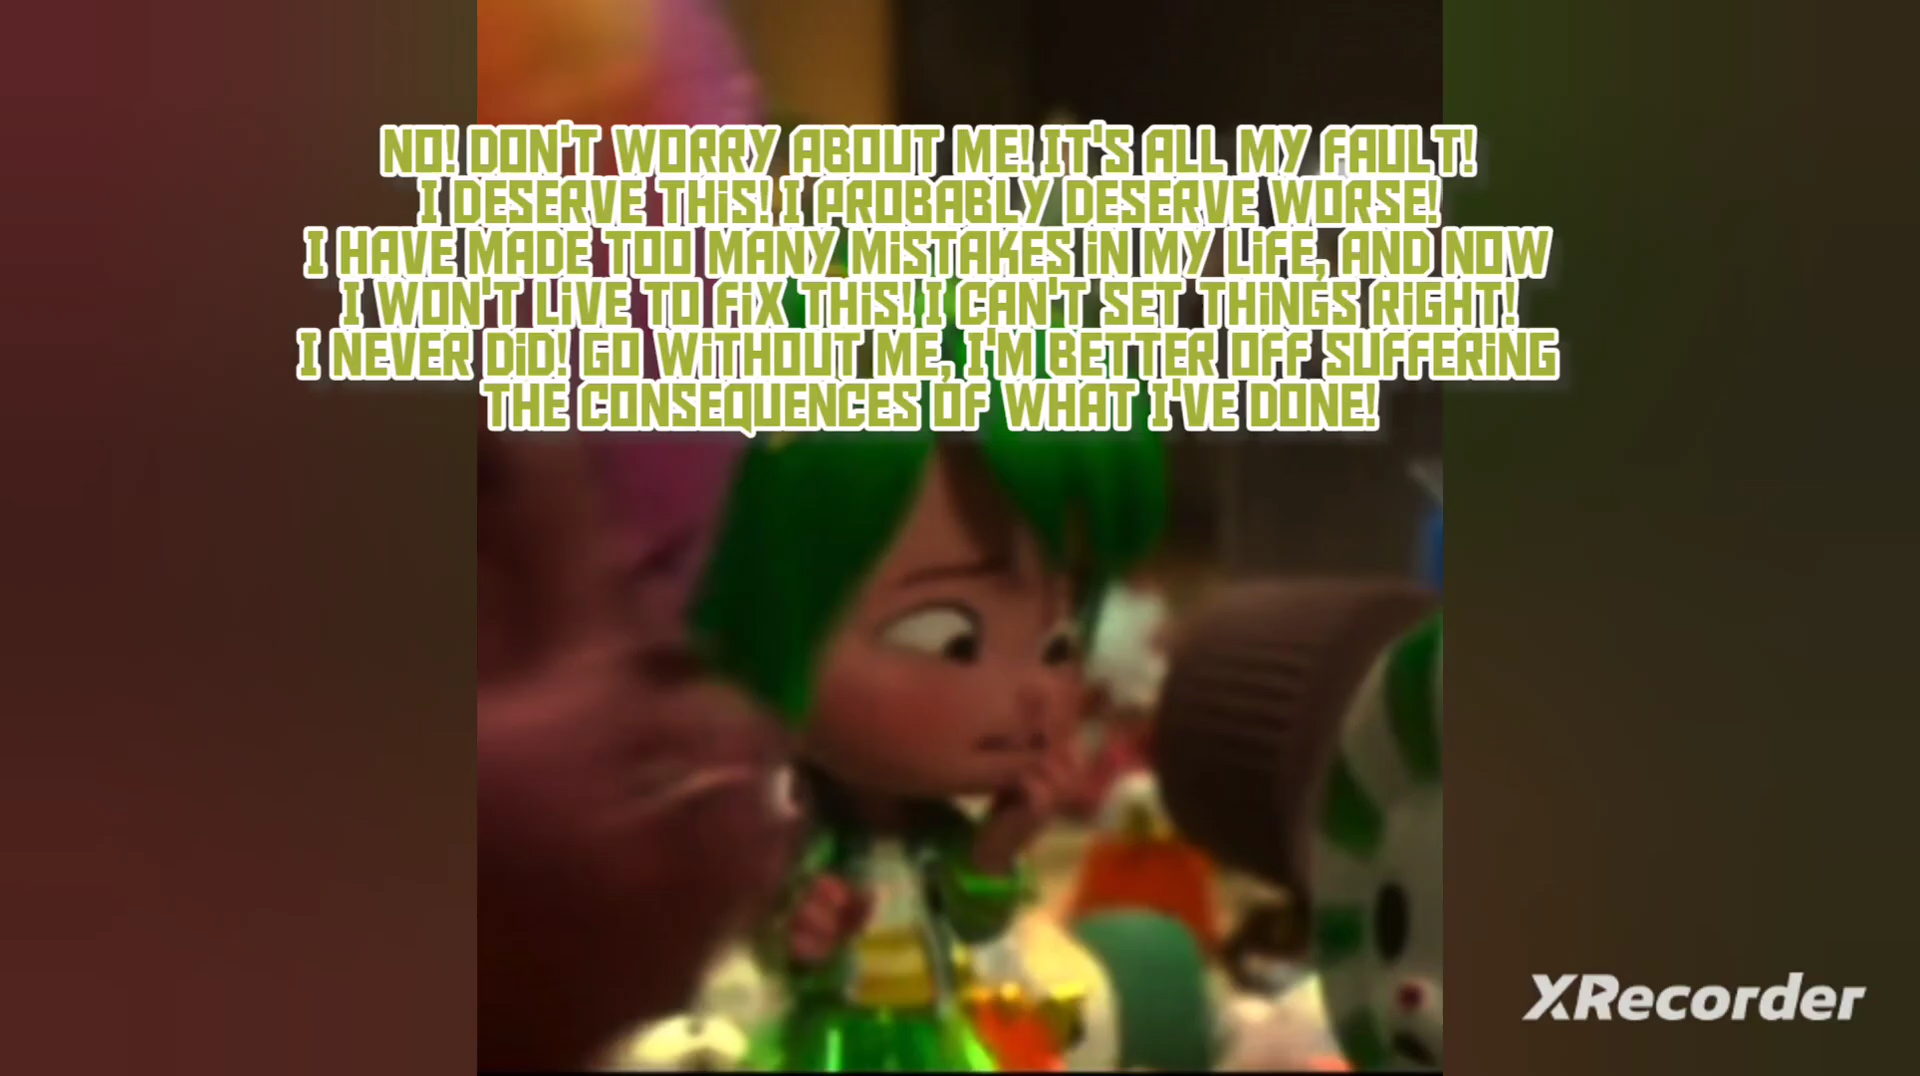 NO! DON'T WORRY ABOUT ME! IT'S ALL MY FAULT!
I DESERVE THiS! I PROBABLY DESERVE WORSE!
I HAVE MADE TOO MANY MiSTAKES iN MY LiFE, AND NOW
I WON'T LiVE TO FiX THiS! I CAN'T SET THiNGS RiGHT!
I NEVER DiD! GO WiTHOUT ME, I'M BETTER OFF SUFFERiNG
THE CONSEQUENCES OF WHAT I'VE DONE!
XRecorder